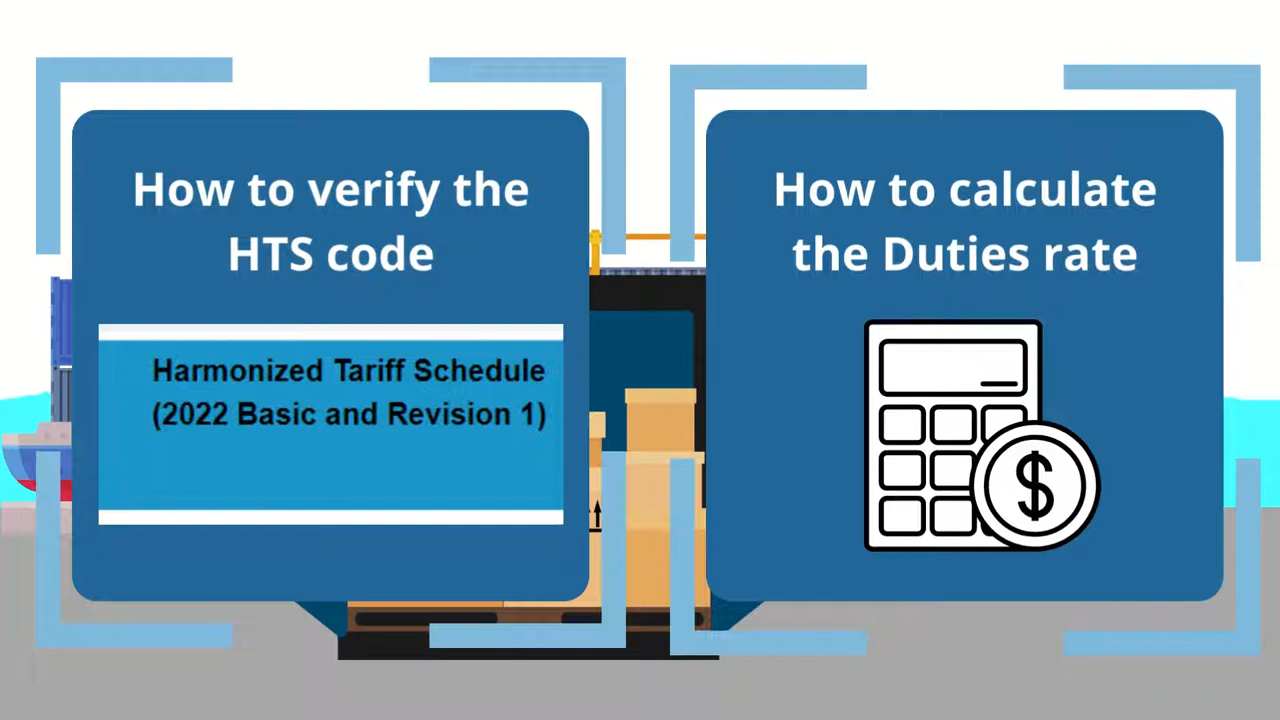 How to verify the
HTS code
Harmonized Tariff Schedule
(2022 Basic and Revision 1)
How to calculate
the Duties rate
$